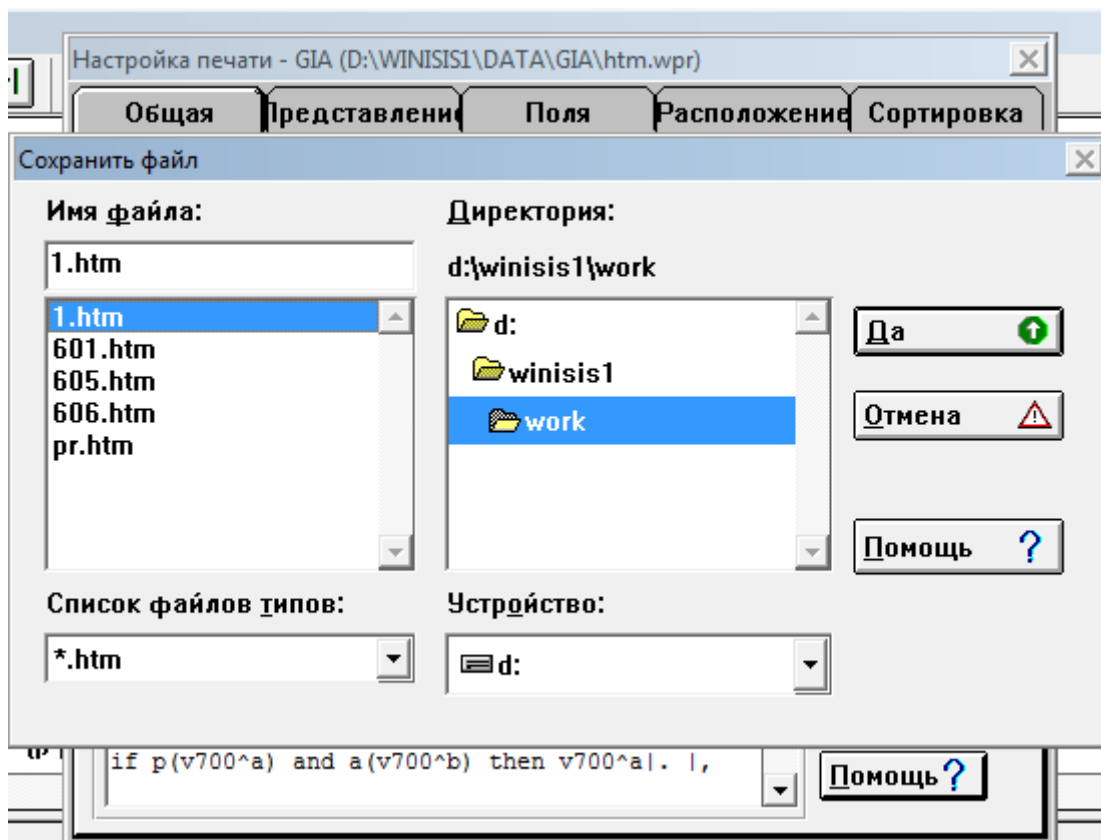 Настройка печати - GIA (D:\WINISIS1\DATA\GIA\htm.wpr)
Общая Представлени Поля Расположение Сортировка
Сохранить файл
Имя файла: Директория:
1.htm d:\winisis1\work
1.htm
601.htm
605.htm
606.htm
pr.htm
d:
winisis1
work
Да
Отмена
Помощь ?
Список файлов типов: Устройство:
*.htm d:
if p(v700^a) and a(v700^b) then v700^a|. |,
Помощь ?